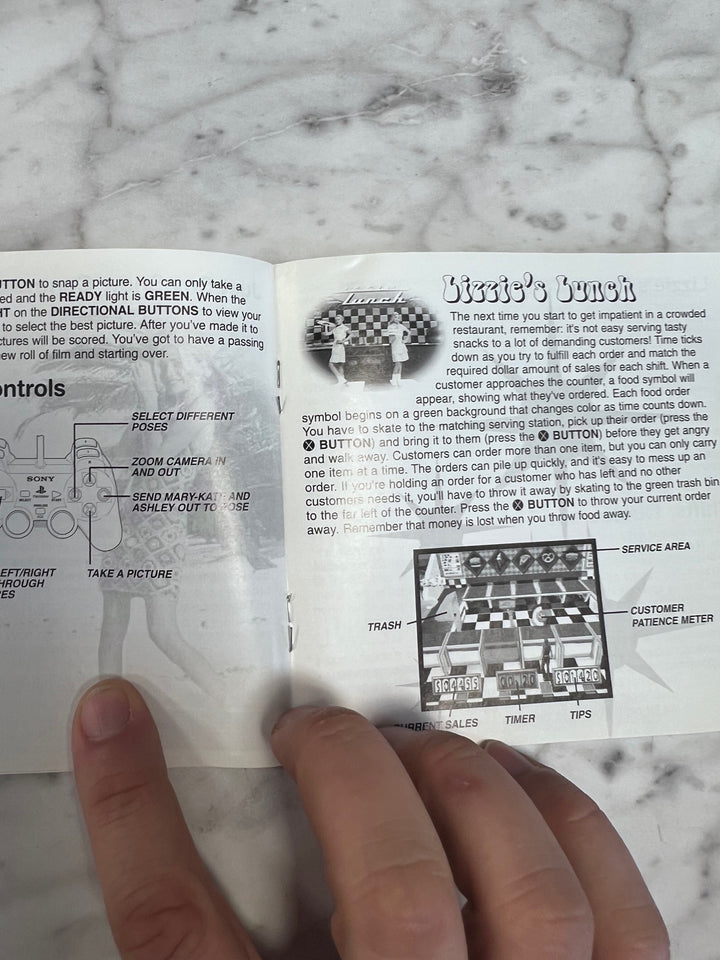 UTTON to snap a picture. You can only take a
ed and the READY light is GREEN. When the
HT on the DIRECTIONAL BUTTONS to view your
to select the best picture. After you've made it to
ctures will be scored. You've got to have a passing
ew roll of film and starting over.
ontrols
SELECT DIFFERENT
POSES
ZOOM CAMERA IN
AND OUT
SONY
SEND MARY-KATE AND
ASHLEY OUT TO POSE
EFT/RIGHT
HROUGH
RES
TAKE A PICTURE
Lizzie's Lunch
Lunch
The next time you start to get impatient in a crowded
restaurant, remember: it's not easy serving tasty
snacks to a lot of demanding customers! Time ticks
down as you try to fulfill each order and match the
required dollar amount of sales for each shift. When a
customer approaches the counter, a food symbol will
appear, showing what they've ordered. Each food order
symbol begins on a green background that changes color as time counts down.
You have to skate to the matching serving station, pick up their order (press the
Ⓧ BUTTON) and bring it to them (press the Ⓧ BUTTON) before they get angry
and walk away. Customers can order more than one item, but you can only carry
one item at a time. The orders can pile up quickly, and it's easy to mess up an
order. If you're holding an order for a customer who has left and no other
customers needs it, you'll have to throw it away by skating to the green trash bin
to the far left of the counter. Press the Ⓧ BUTTON to throw your current order
away. Remember that money is lost when you throw food away.
SERVICE AREA
TRASH
CUSTOMER
PATIENCE METER
CURRENT SALES
TIMER
TIPS